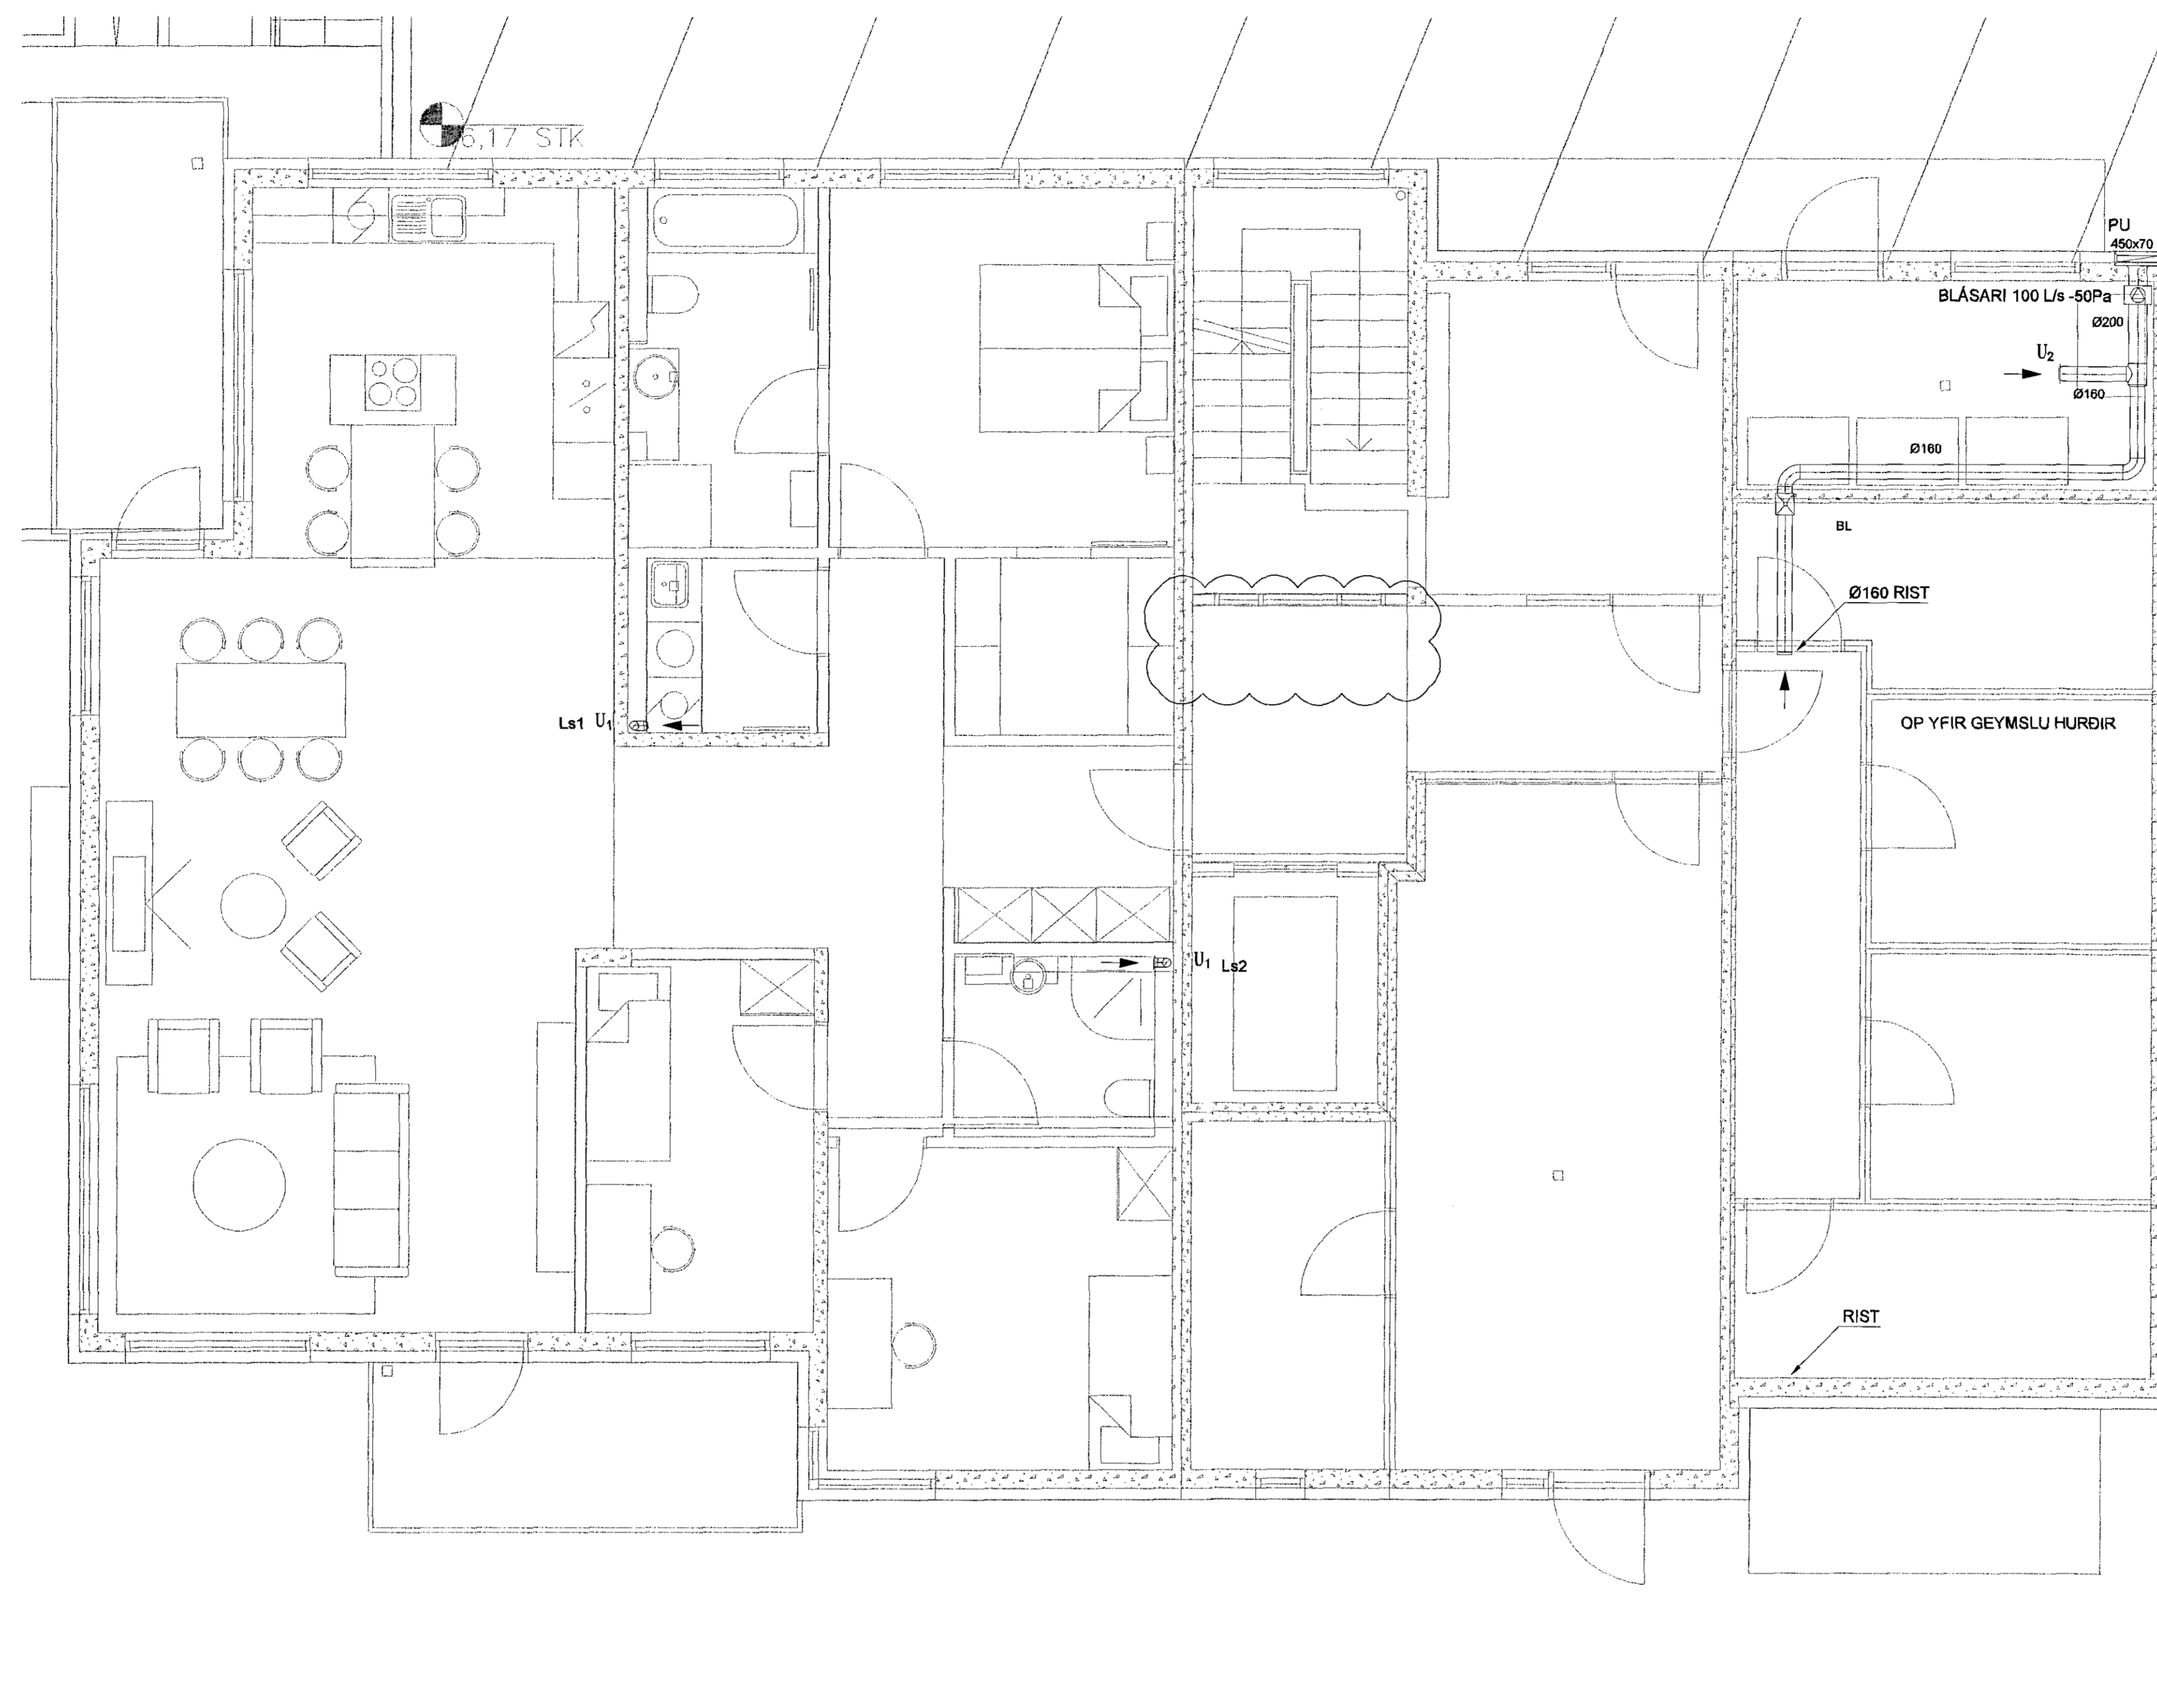 6,17 STK
PU
450x70
BLÁSARI 100 L/s -50Pa
Ø200
U₂
Ø160
Ø160
BL
Ø160 RIST
Ls1 U₁
OP YFIR GEYMSLU HURÐIR
U₁ Ls2
RIST